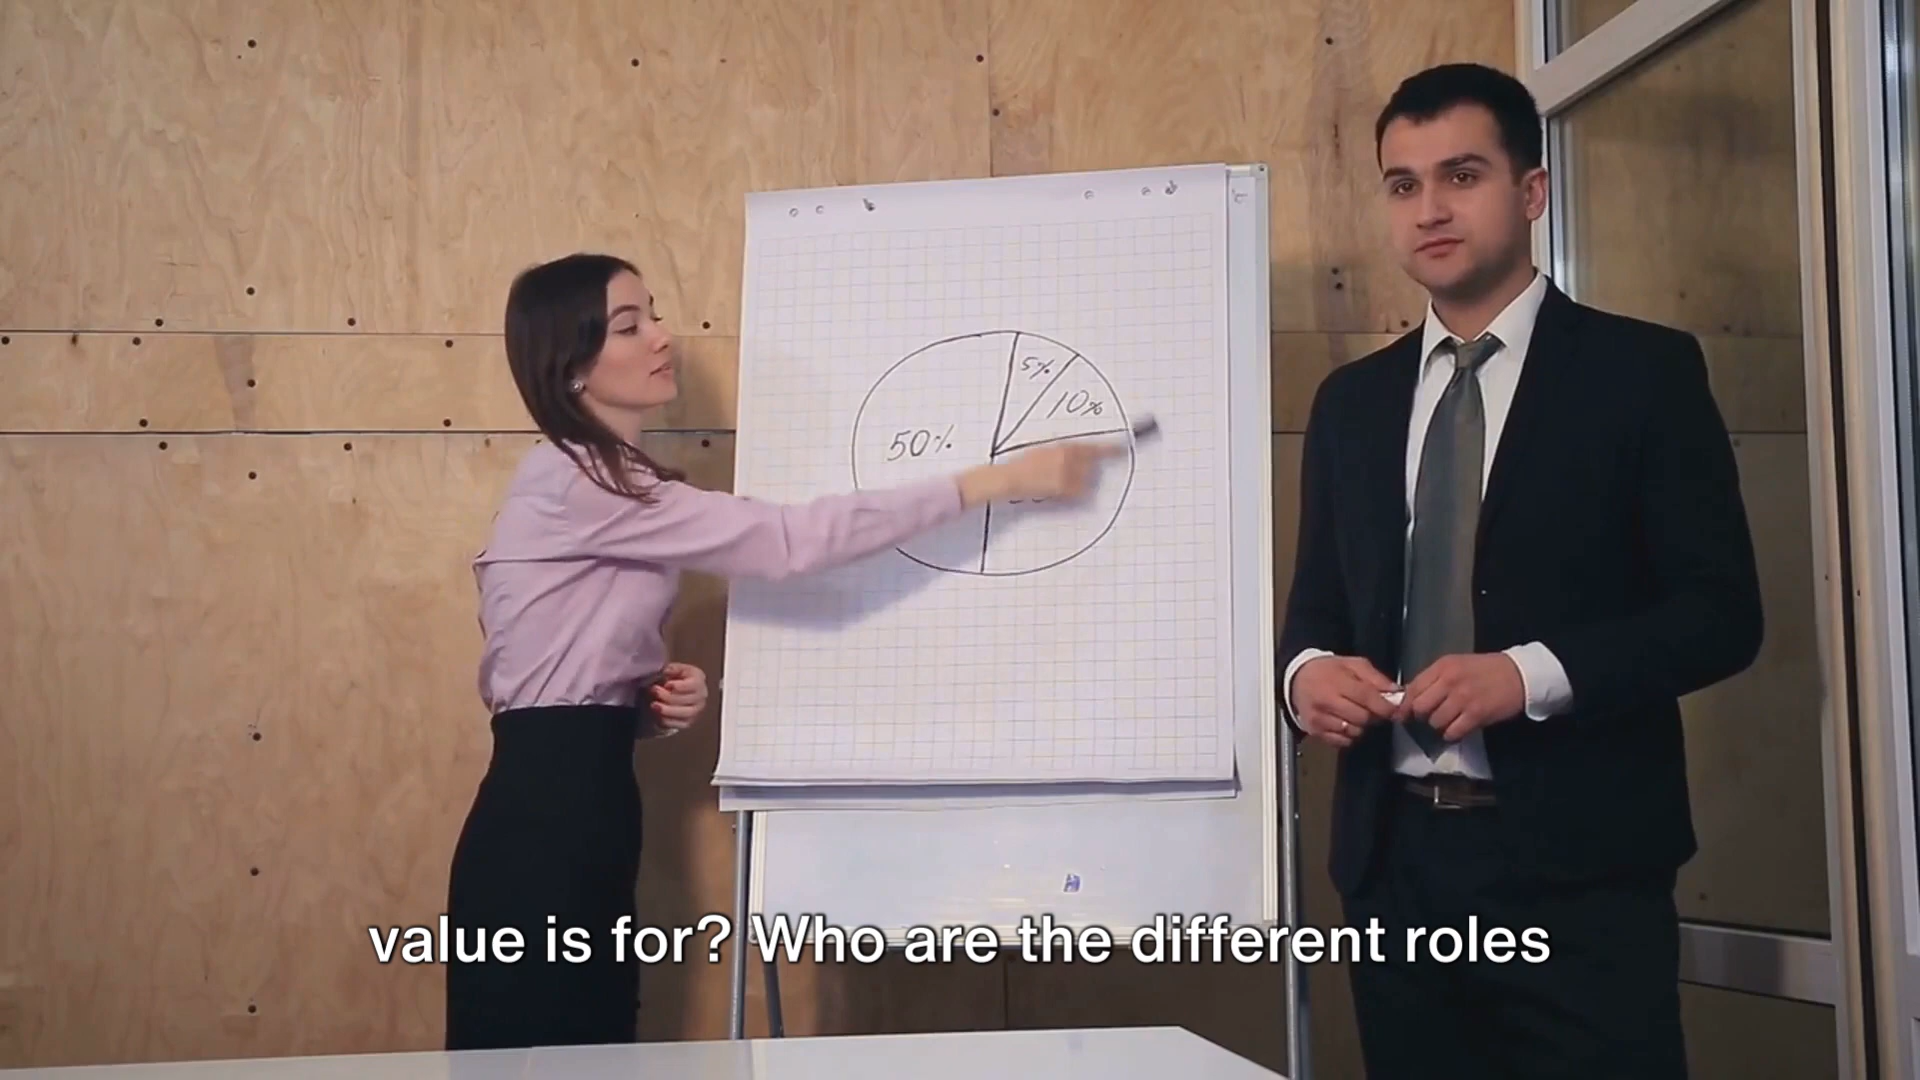 5%
10%
50%
value is for? Who are the different roles